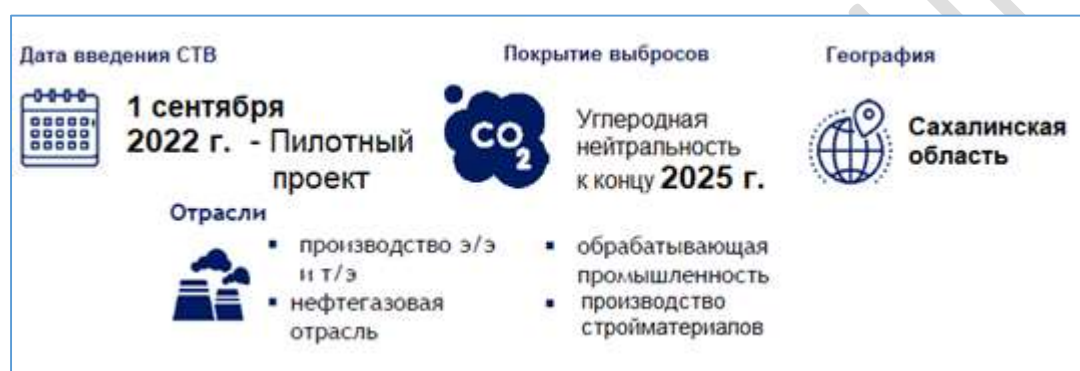 Дата введения СТВ
1 сентября
2022 г. - Пилотный
проект
Покрытие выбросов
CO2
Углеродная
нейтральность
к концу 2025 г.
География
Сахалинская
область
Отрасли
▪ производство э/э
и т/э
▪ нефтегазовая
отрасль
▪ обрабатывающая
промышленность
▪ производство
стройматериалов